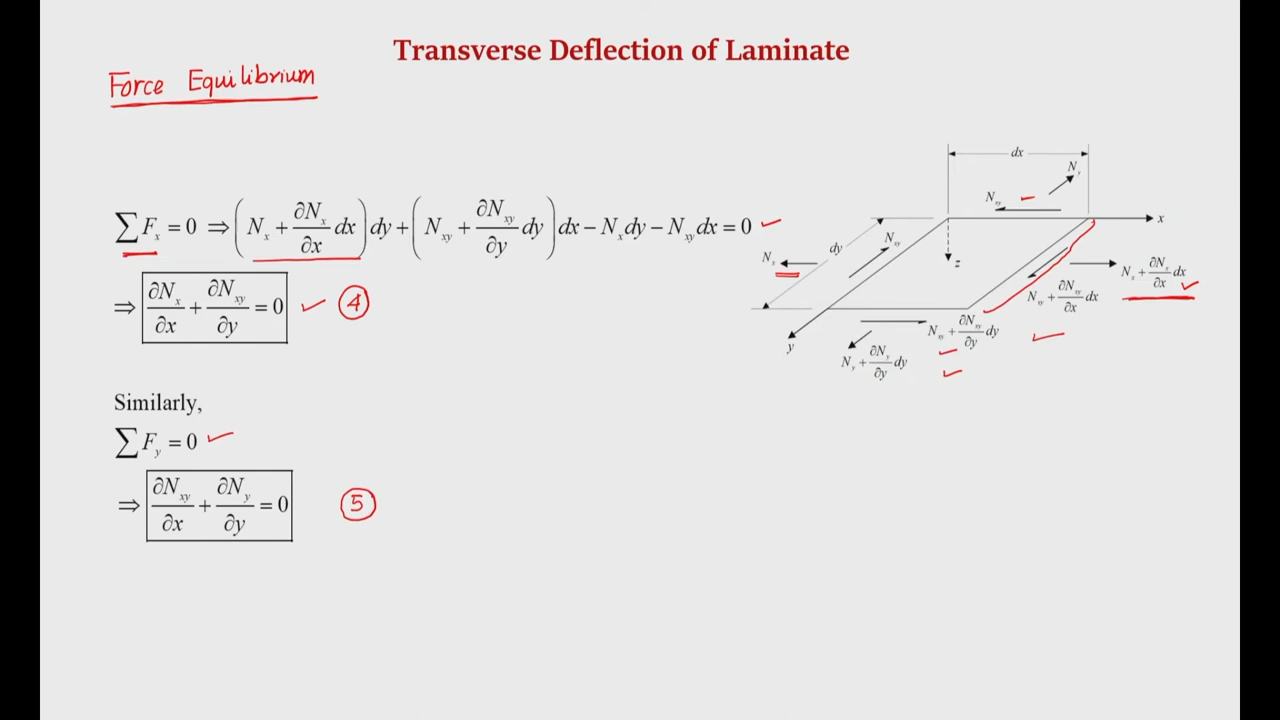 Transverse Deflection of Laminate
Force Equilibrium
∑F_x = 0 ⇒ (N_x + ∂N_x/∂x dx) dy + (N_xy + ∂N_xy/∂y dy) dx − N_x dy − N_xy dx = 0
⇒ ∂N_x/∂x + ∂N_xy/∂y = 0 ④
Similarly,
∑F_y = 0
⇒ ∂N_xy/∂x + ∂N_y/∂y = 0 ⑤
dx
N_y
N_xy
x
dy
N_xy
N_x
z
N_x + ∂N_x/∂x dx
N_xy + ∂N_xy/∂x dx
N_xy + ∂N_xy/∂y dy
y
N_y + ∂N_y/∂y dy